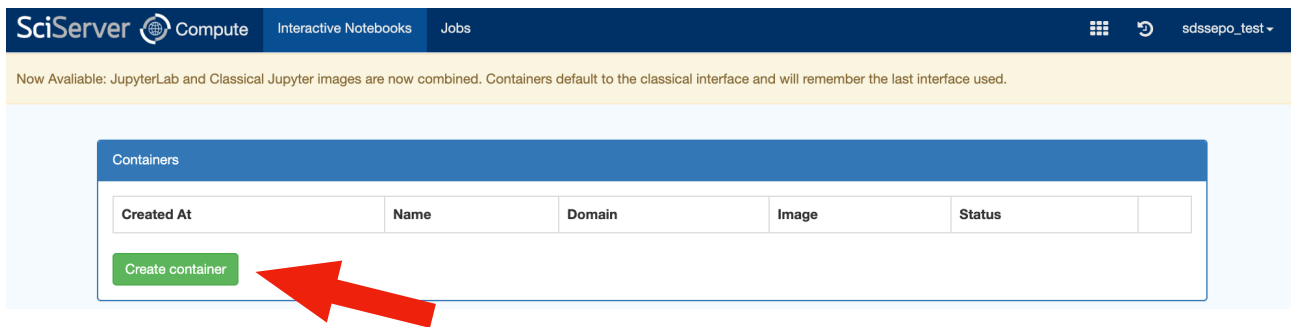 SciServer Compute Interactive Notebooks Jobs sdssepo_test
Now Avaliable: JupyterLab and Classical Jupyter images are now combined. Containers default to the classical interface and will remember the last interface used.
Containers
Created At Name Domain Image Status
Create container